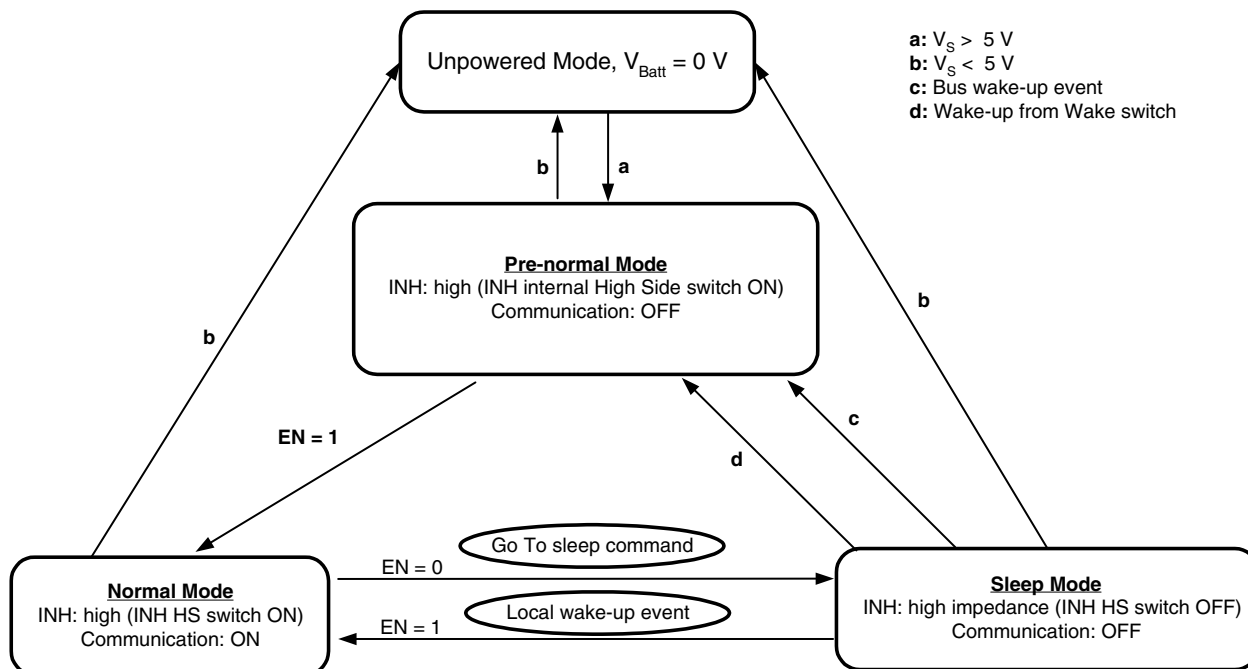 Unpowered Mode, V_Batt = 0 V
a: V_S > 5 V
b: V_S < 5 V
c: Bus wake-up event
d: Wake-up from Wake switch
b
a
Pre-normal Mode
INH: high (INH internal High Side switch ON)
Communication: OFF
b
b
EN = 1
c
d
Go To sleep command
EN = 0
Normal Mode
INH: high (INH HS switch ON)
Communication: ON
Local wake-up event
EN = 1
Sleep Mode
INH: high impedance (INH HS switch OFF)
Communication: OFF